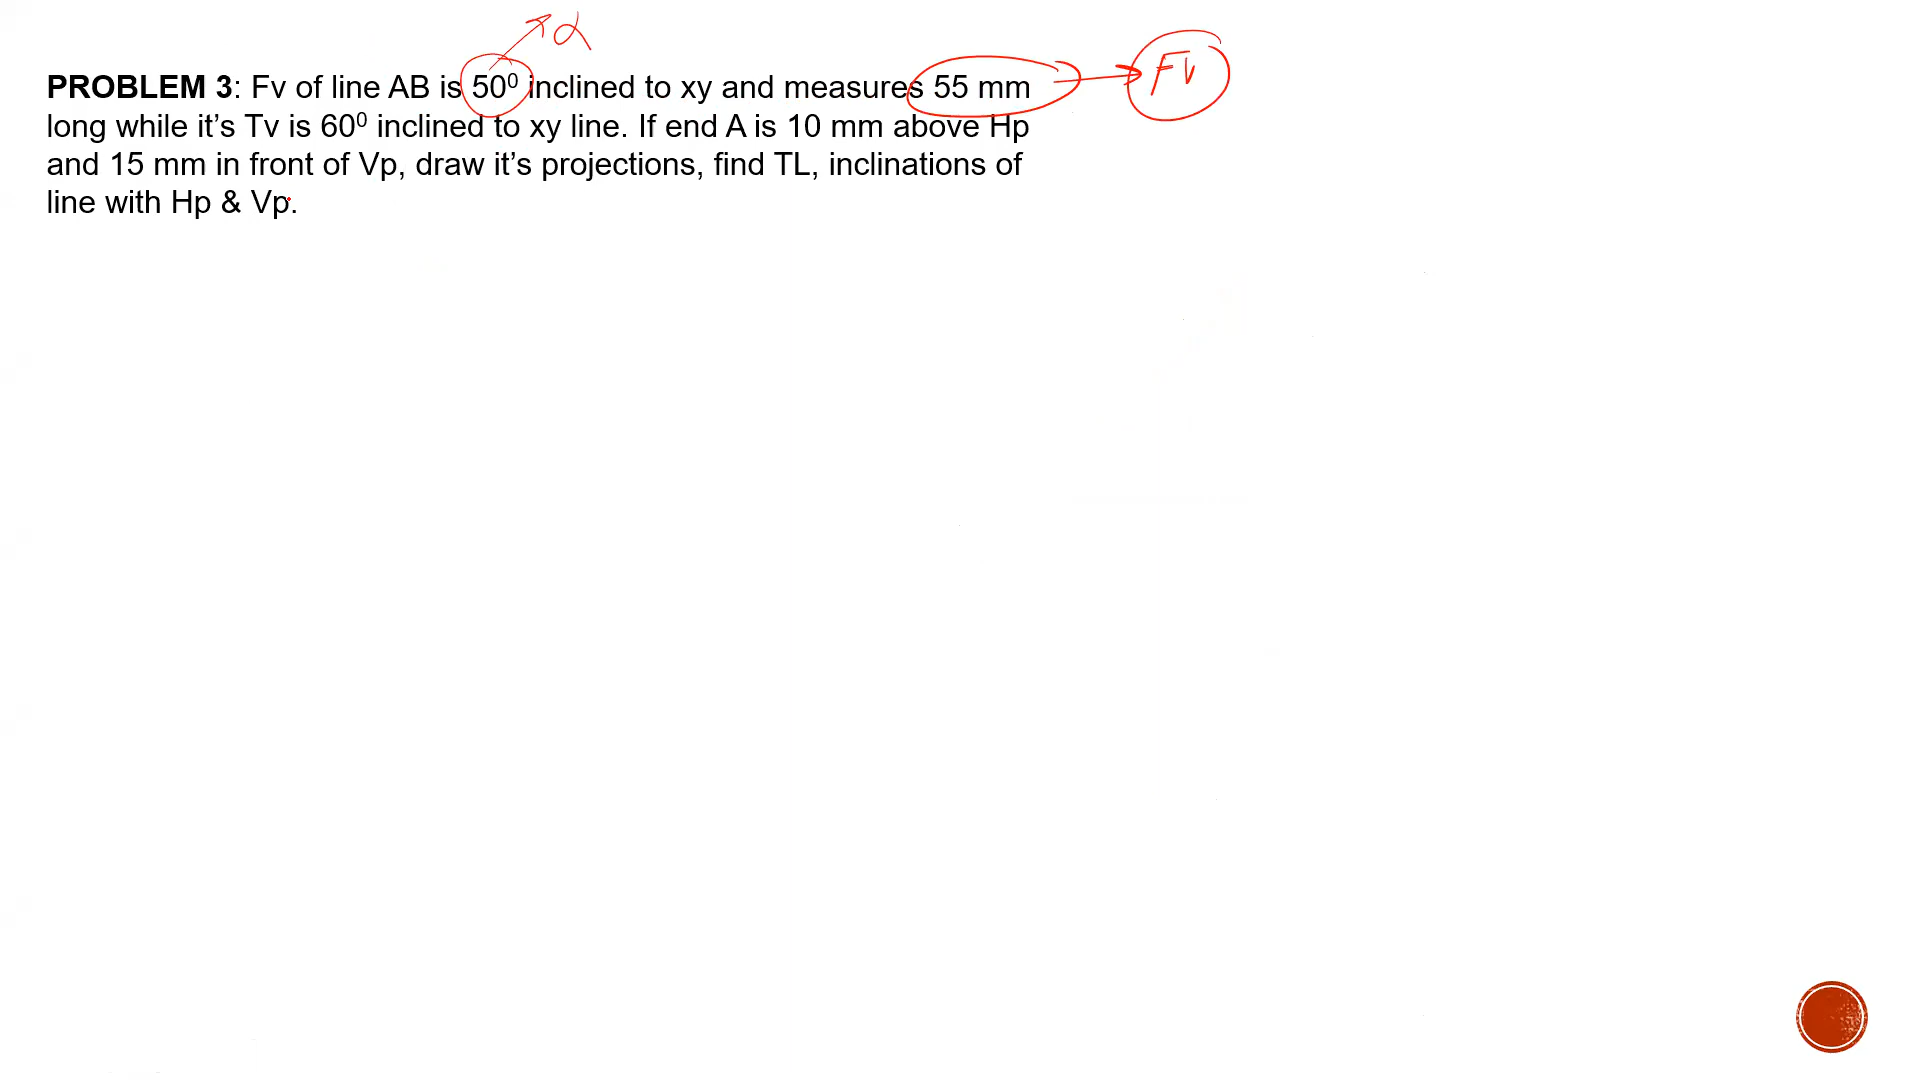 α
PROBLEM 3: Fv of line AB is 50⁰ inclined to xy and measures 55 mm
FV
long while it's Tv is 60⁰ inclined to xy line. If end A is 10 mm above Hp
and 15 mm in front of Vp, draw it's projections, find TL, inclinations of
line with Hp & Vp.